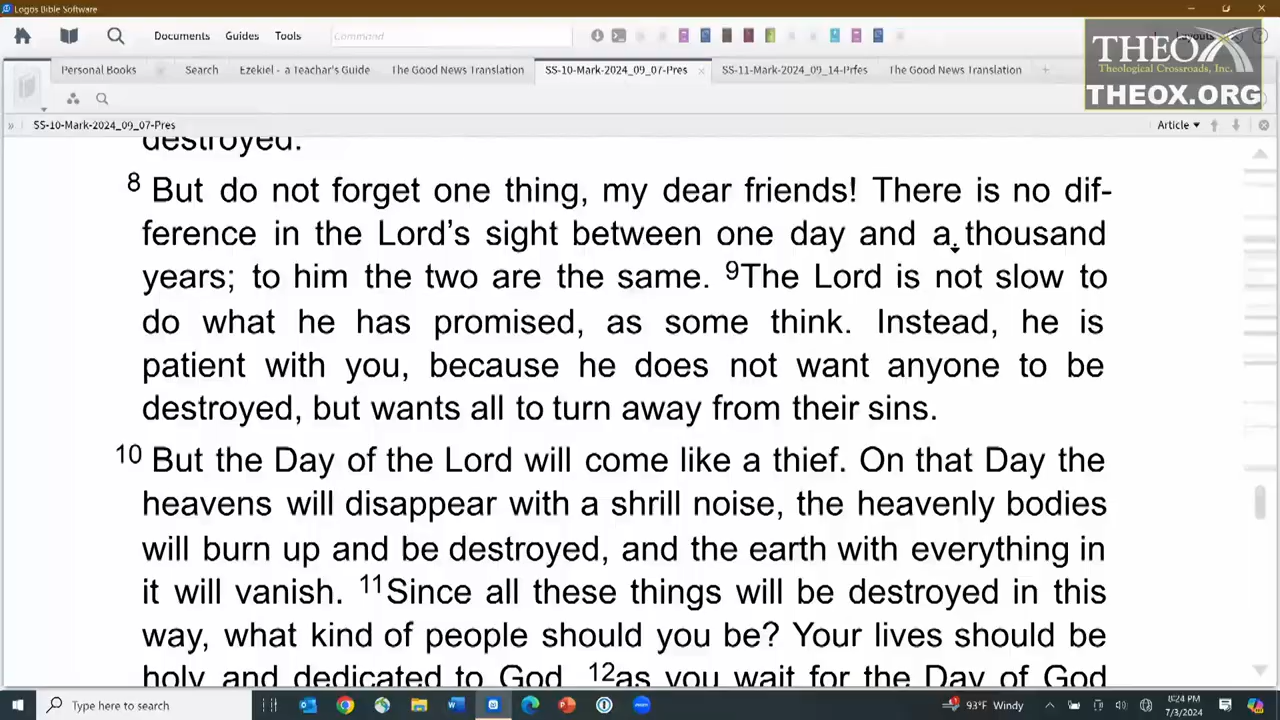 Logos Bible Software
Documents Guides Tools Command
THEOX
Theological Crossroads, Inc.
THEOX.ORG
Personal Books Search Ezekiel - a Teacher's Guide SS-10-Mark-2024_09_07-Pres SS-11-Mark-2024_09_14-Prfes The Good News Translation +
SS-10-Mark-2024_09_07-Pres Article
destroyed.
8 But do not forget one thing, my dear friends! There is no dif-
ference in the Lord's sight between one day and a thousand
years; to him the two are the same. 9The Lord is not slow to
do what he has promised, as some think. Instead, he is
patient with you, because he does not want anyone to be
destroyed, but wants all to turn away from their sins.
10 But the Day of the Lord will come like a thief. On that Day the
heavens will disappear with a shrill noise, the heavenly bodies
will burn up and be destroyed, and the earth with everything in
it will vanish. 11Since all these things will be destroyed in this
way, what kind of people should you be? Your lives should be
holy and dedicated to God, 12as you wait for the Day of God
Type here to search 93°F Windy 8:24 PM
7/3/2024